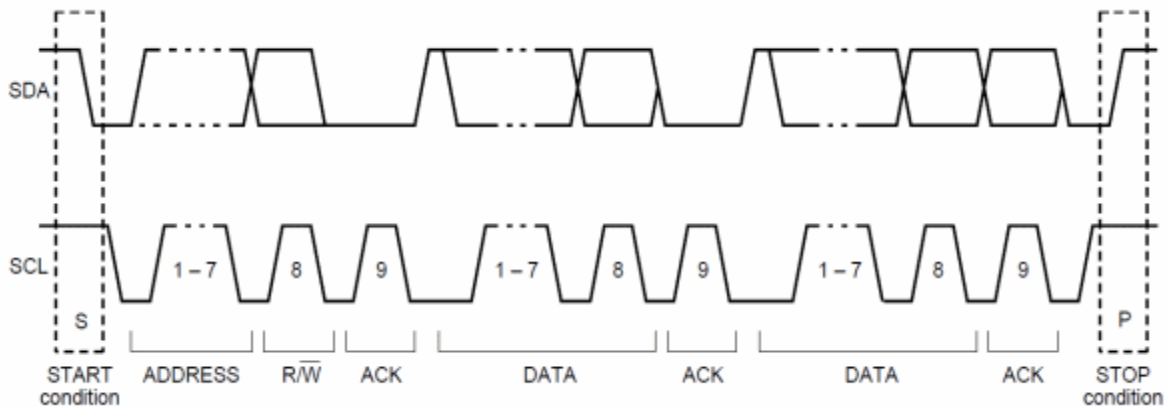 SDA
SCL
1 – 7 8 9 1 – 7 8 9 1 – 7 8 9
S P
START condition ADDRESS R/W̅ ACK DATA ACK DATA ACK STOP condition